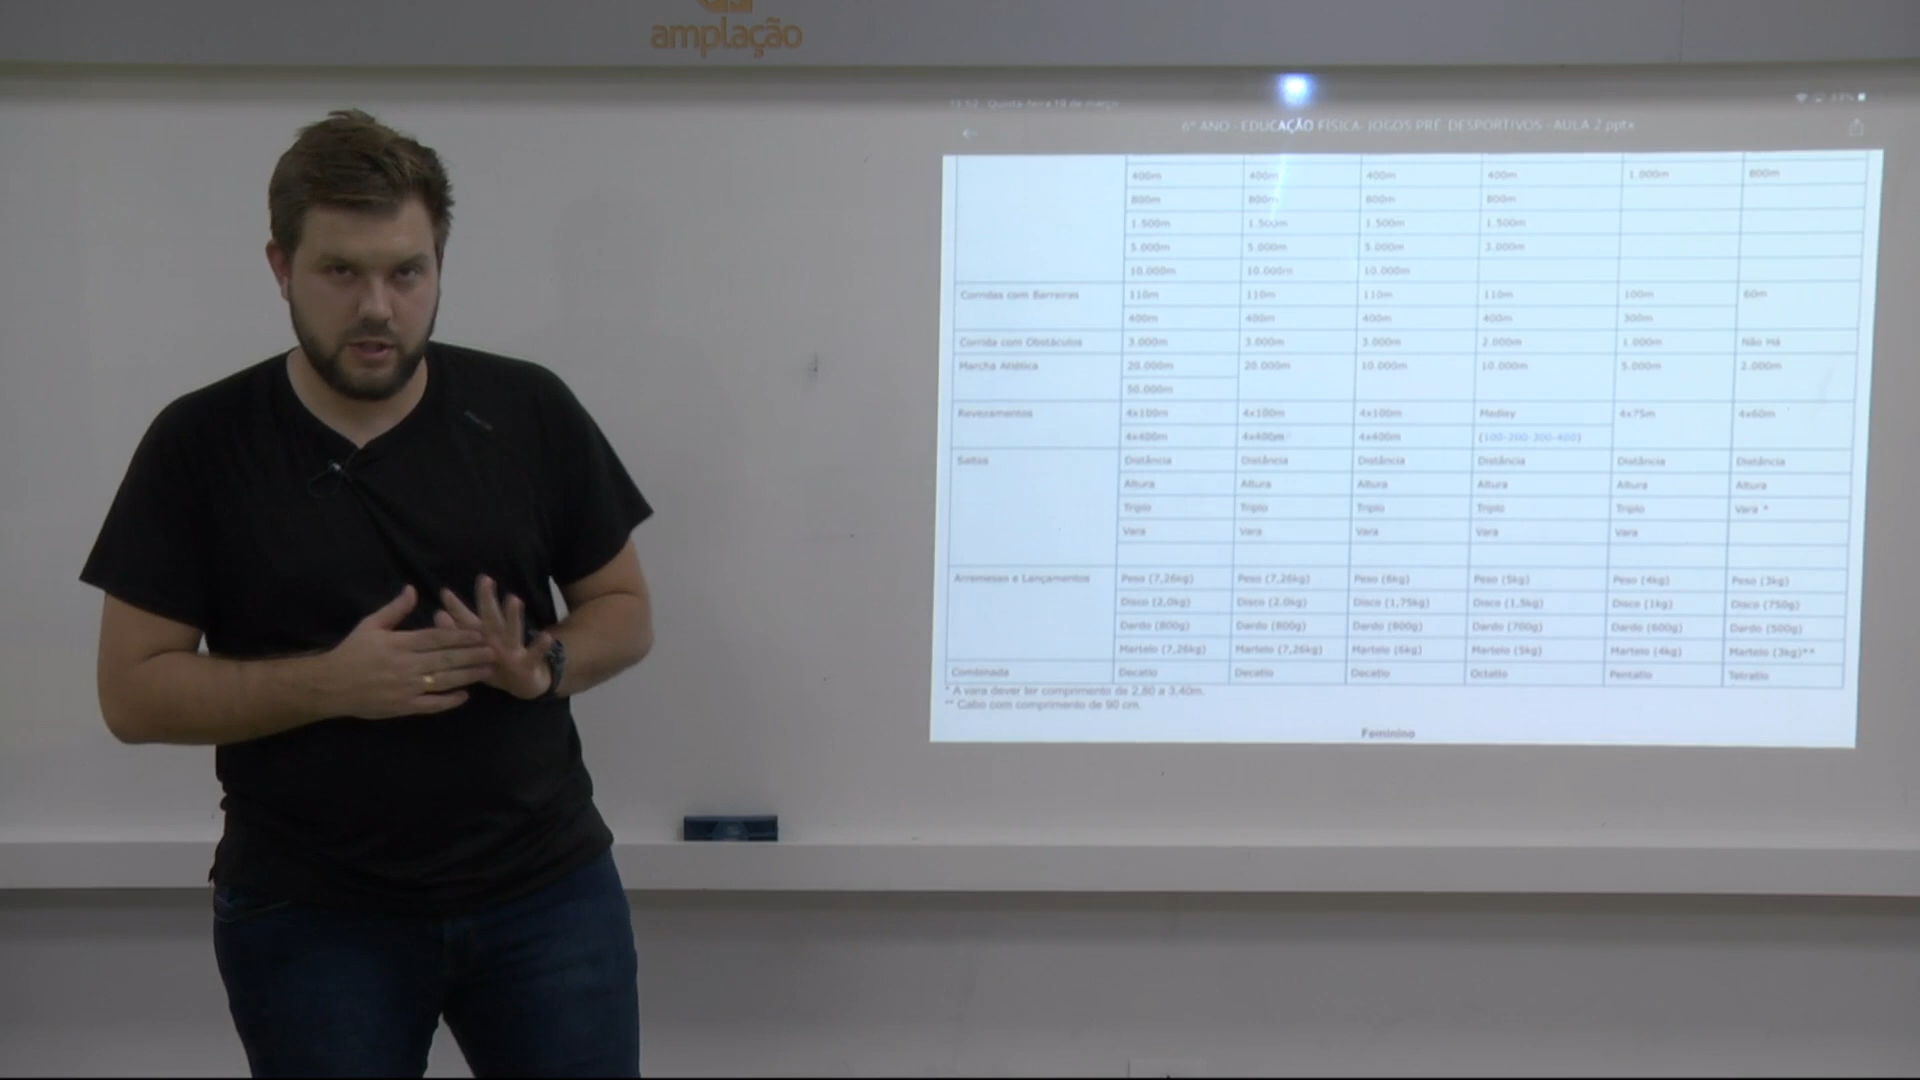 amplação
13:52 Quinta-feira 19 de março
6º ANO - EDUCAÇÃO FÍSICA- JOGOS PRÉ-DESPORTIVOS - AULA 2.pptx
400m 400m 400m 400m 1.000m 800m
800m 800m 800m 800m
1.500m 1.500m 1.500m 1.500m
5.000m 5.000m 5.000m 3.000m
10.000m 10.000m 10.000m
Corridas com Barreiras 110m 110m 110m 110m 100m 60m
400m 400m 400m 400m 300m
Corrida com Obstáculos 3.000m 3.000m 3.000m 2.000m 1.000m Não Há
Marcha Atlética 20.000m 20.000m 10.000m 10.000m 5.000m 2.000m
50.000m
Revezamentos 4x100m 4x100m 4x100m Medley 4x75m 4x60m
4x400m 4x400m 4x400m (100-200-300-400)
Saltos Distância Distância Distância Distância Distância Distância
Altura Altura Altura Altura Altura Altura
Triplo Triplo Triplo Triplo Triplo Vara *
Vara Vara Vara Vara Vara
Arremesso e Lançamentos Peso (7,26kg) Peso (7,26kg) Peso (6kg) Peso (5kg) Peso (4kg) Peso (3kg)
Disco (2,0kg) Disco (2.0kg) Disco (1,75kg) Disco (1,5kg) Disco (1kg) Disco (750g)
Dardo (800g) Dardo (800g) Dardo (800g) Dardo (700g) Dardo (600g) Dardo (500g)
Martelo (7,26kg) Martelo (7,26kg) Martelo (6kg) Martelo (5kg) Martelo (4kg) Martelo (3kg)**
Combinada Decatlo Decatlo Decatlo Octatlo Pentatlo Tetratlo
* A vara dever ter comprimento de 2,80 a 3,40m.
** Cabo com comprimento de 90 cm.
Feminino